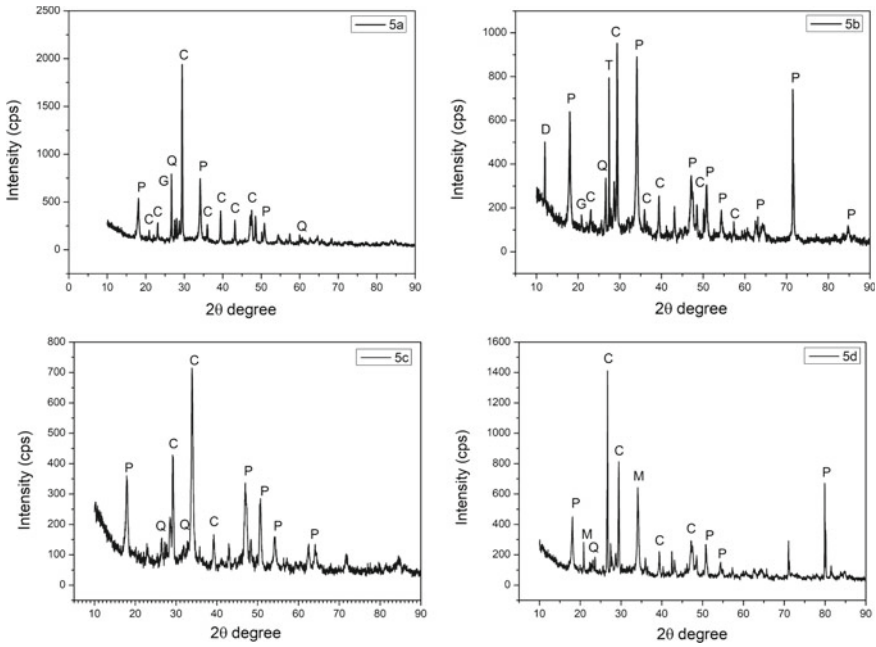 5a
2500
2000
1500
1000
500
0
Intensity (cps)
P
C
C
G
Q
C
P
C
C
C
C
P
Q
0 10 20 30 40 50 60 70 80 90
2θ degree
5b
1000
800
600
400
200
0
Intensity (cps)
D
P
G
C
Q
T
C
P
C
C
P
C
P
P
C
P
P
P
10 20 30 40 50 60 70 80 90
2θ degree
5c
800
700
600
500
400
300
200
100
0
Intensity (cps)
P
Q
C
Q
C
C
P
P
P
P
10 20 30 40 50 60 70 80 90
2θ degree
5d
1600
1400
1200
1000
800
600
400
200
0
Intensity (cps)
P
M
Q
C
C
M
C
C
P
P
P
10 20 30 40 50 60 70 80 90
2θ degree